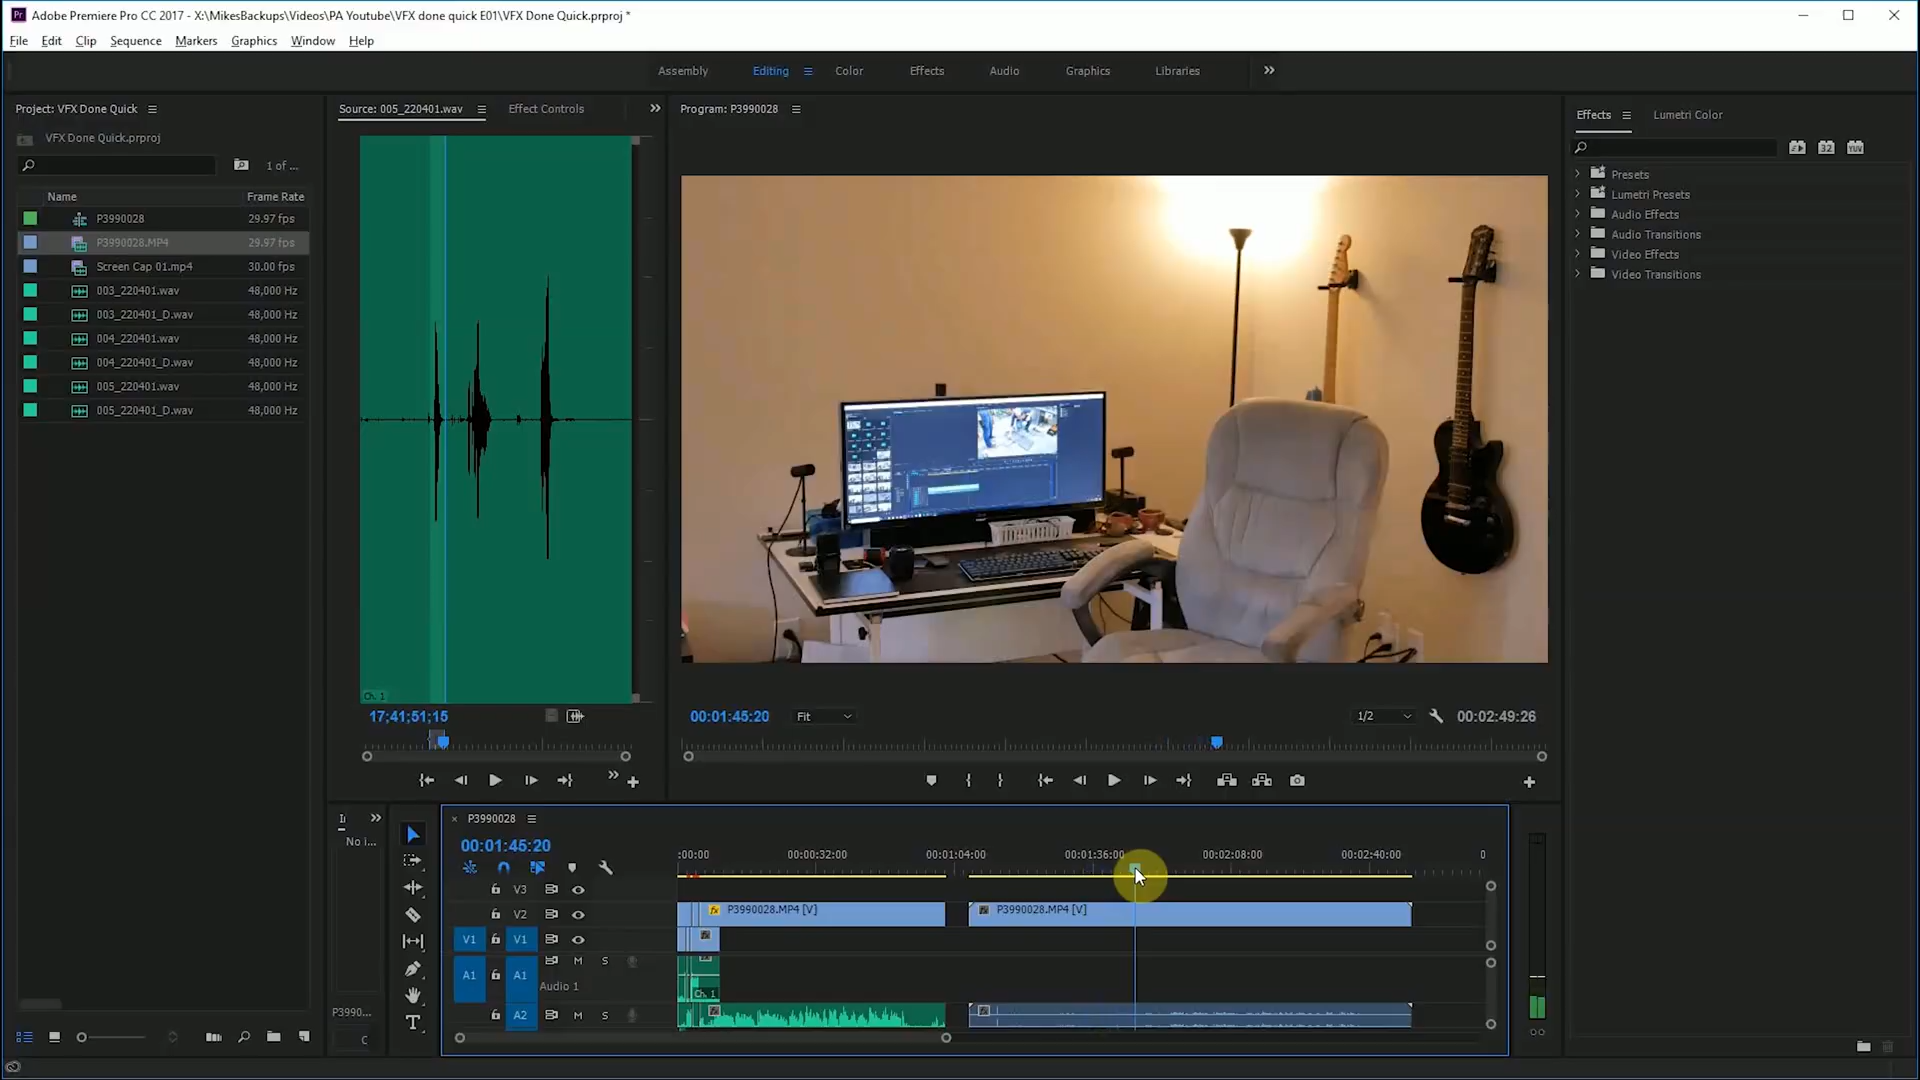 Adobe Premiere Pro CC 2017 - X:\MikesBackups\Videos\PA Youtube\VFX done quick E01\VFX Done Quick.prproj *
File Edit Clip Sequence Markers Graphics Window Help
Assembly Editing Color Effects Audio Graphics Libraries
Project: VFX Done Quick
Source: 005_220401.wav Effect Controls
Program: P3990028
Effects Lumetri Color
VFX Done Quick.prproj
1 of ...
Name Frame Rate
P3990028 29.97 fps
P3990028.MP4 29.97 fps
Screen Cap 01.mp4 30.00 fps
003_220401.wav 48,000 Hz
003_220401_D.wav 48,000 Hz
004_220401.wav 48,000 Hz
004_220401_D.wav 48,000 Hz
005_220401.wav 48,000 Hz
005_220401_D.wav 48,000 Hz
32 YUV
Presets
Lumetri Presets
Audio Effects
Audio Transitions
Video Effects
Video Transitions
Ch. 1
17;41;51;15
00:01:45:20 Fit 1/2 00:02:49:26
No i...
P3990...
P3990028
00:01:45:20
:00:00 00:00:32:00 00:01:04:00 00:01:36:00 00:02:08:00 00:02:40:00 0
V3
V2 P3990028.MP4 [V] P3990028.MP4 [V]
V1 V1
A1 A1 M S
Audio 1
Ch. 1
A2 M S